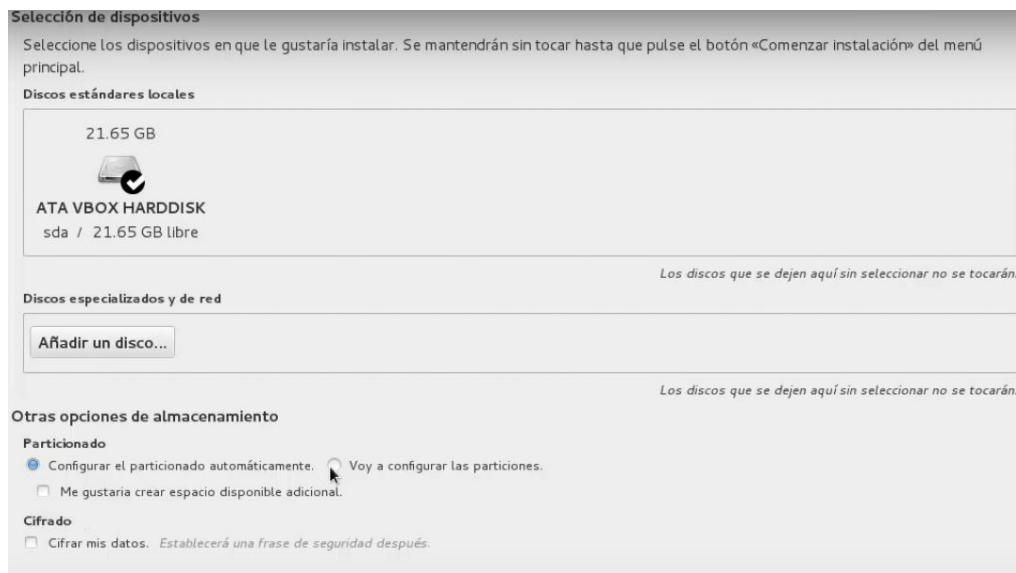 Selección de dispositivos
Seleccione los dispositivos en que le gustaría instalar. Se mantendrán sin tocar hasta que pulse el botón «Comenzar instalación» del menú
principal.
Discos estándares locales
21.65 GB
ATA VBOX HARDDISK
sda / 21.65 GB libre
Los discos que se dejen aquí sin seleccionar no se tocarán.
Discos especializados y de red
Añadir un disco...
Los discos que se dejen aquí sin seleccionar no se tocarán.
Otras opciones de almacenamiento
Particionado
Configurar el particionado automáticamente. Voy a configurar las particiones.
Me gustaria crear espacio disponible adicional.
Cifrado
Cifrar mis datos. Establecerá una frase de seguridad después.